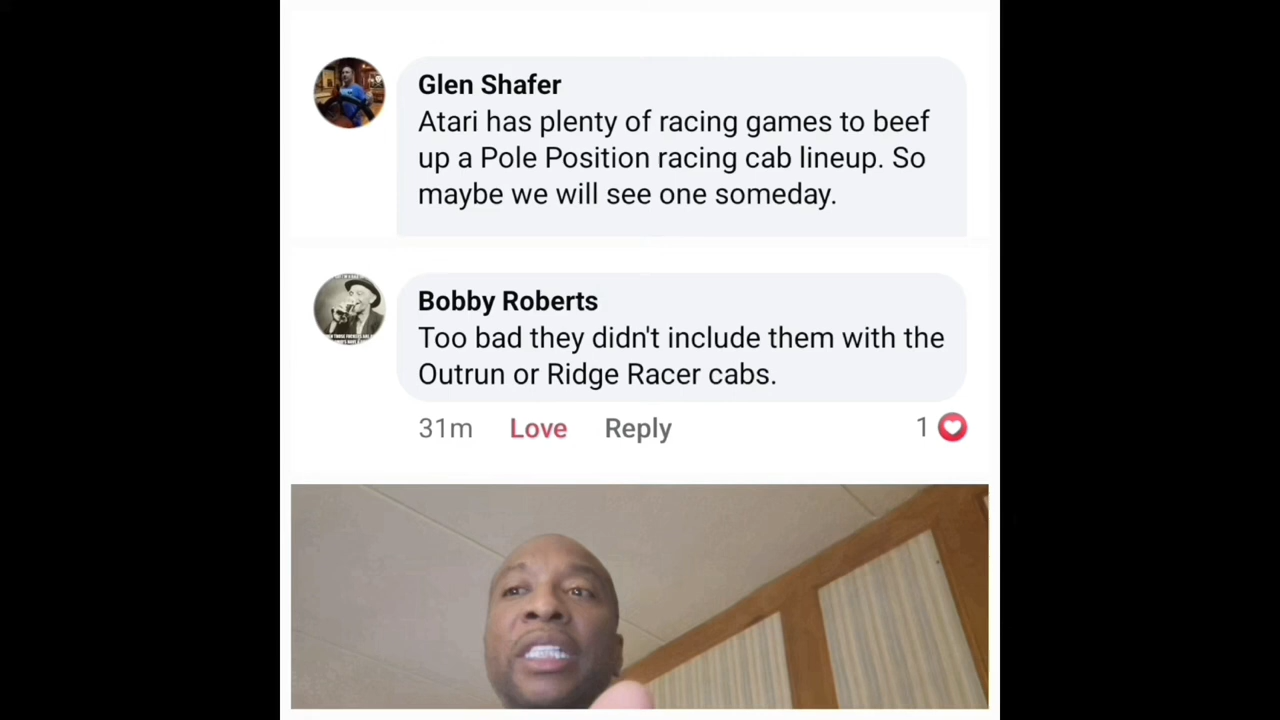 Glen Shafer
Atari has plenty of racing games to beef
up a Pole Position racing cab lineup. So
maybe we will see one someday.
Bobby Roberts
Too bad they didn't include them with the
Outrun or Ridge Racer cabs.
31m Love Reply 1